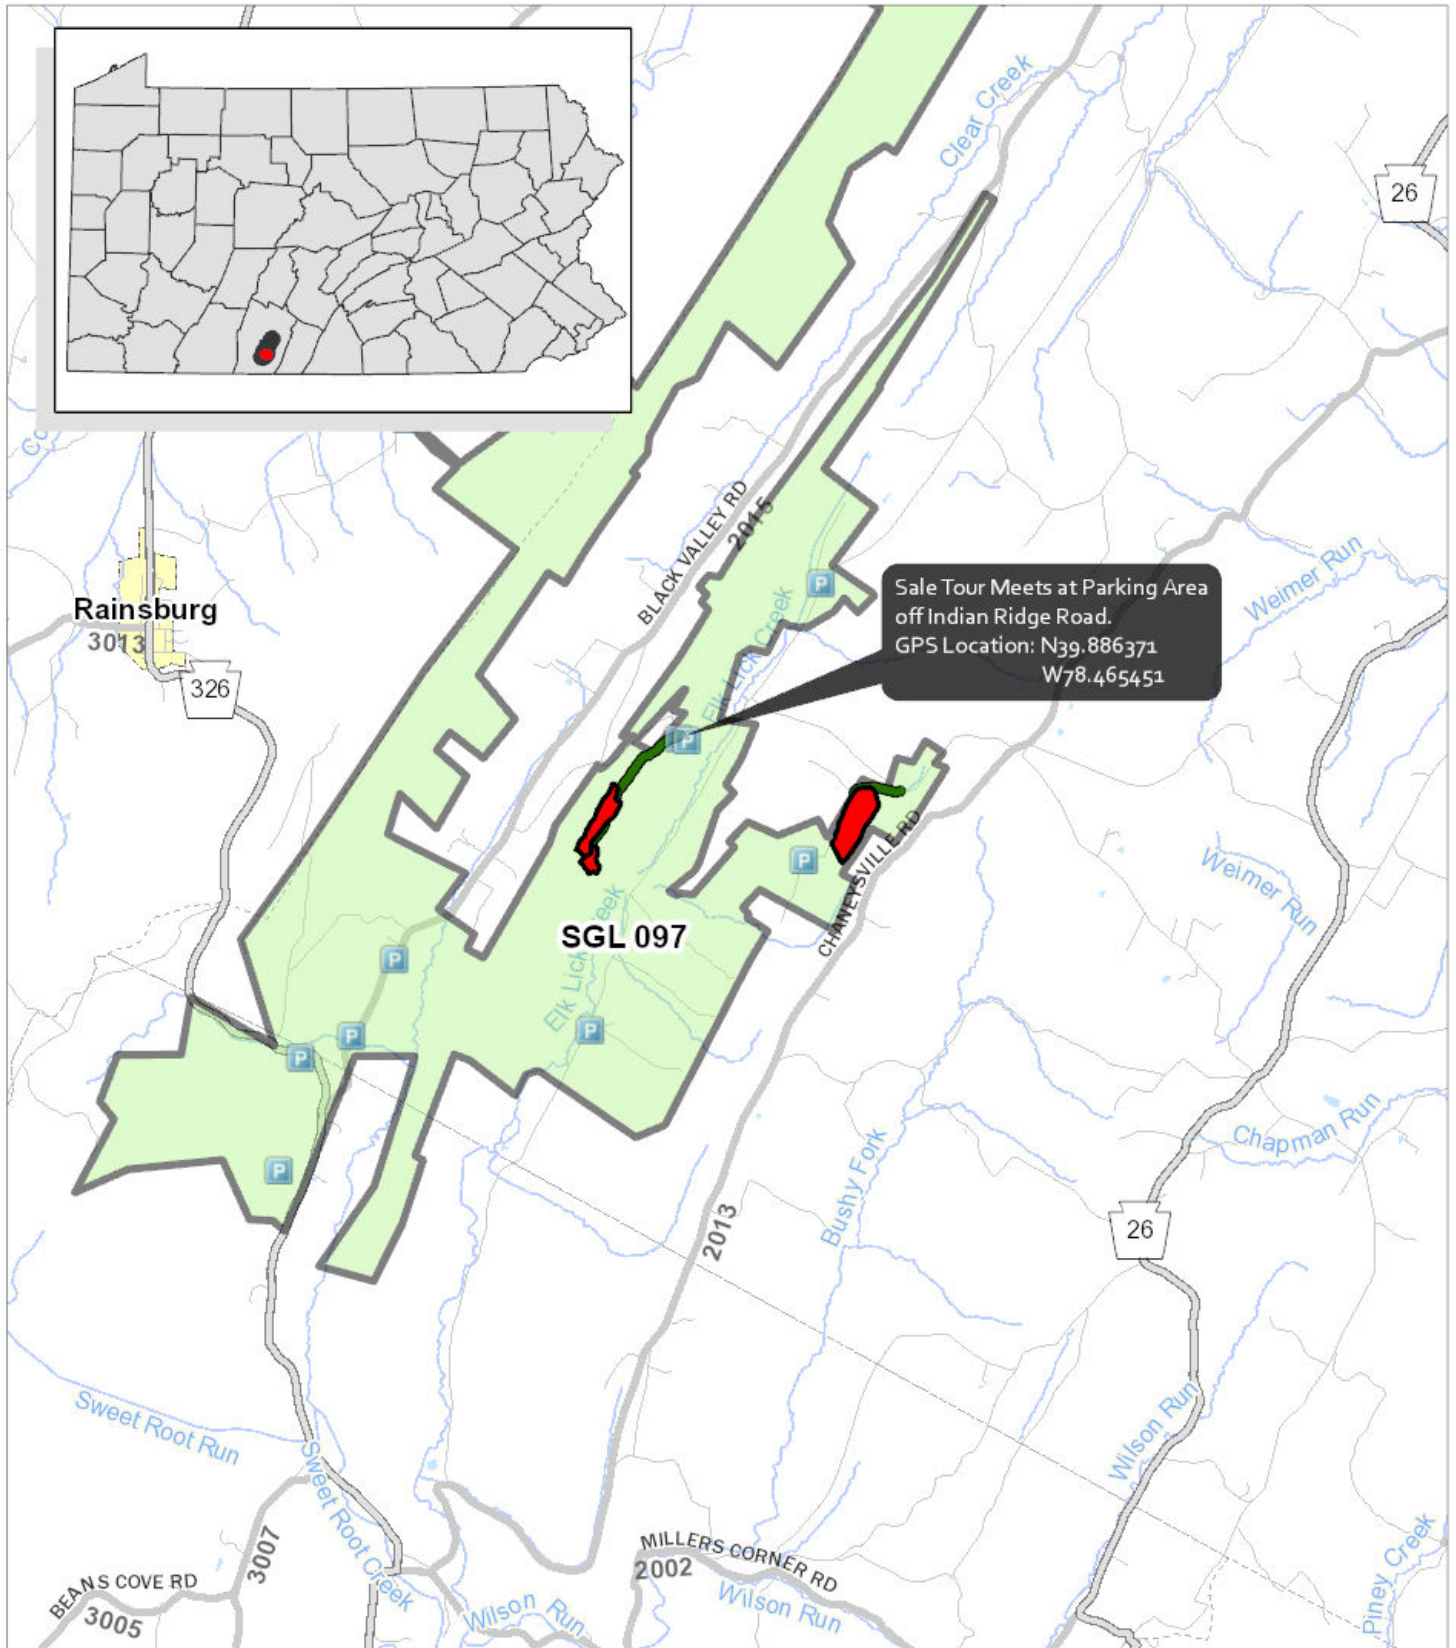 Clear Creek
26
Co
BLACK VALLEY RD
2015
Rainsburg
3013
326
Sale Tour Meets at Parking Area
off Indian Ridge Road.
GPS Location: N39.886371
W78.465451
Weimer Run
P
Elk Lick Creek
P
Weimer Run
P
CHANEYSVILLE RD
SGL 097
P
Elk Lick Creek
P
P
P
P
Chapman Run
Bushy Fork
2013
26
Sweet Root Run
Sweet Root Creek
Wilson Run
3007
BEANS COVE RD
3005
MILLERS CORNER RD
2002
Wilson Run
Wilson Run
Piney Creek